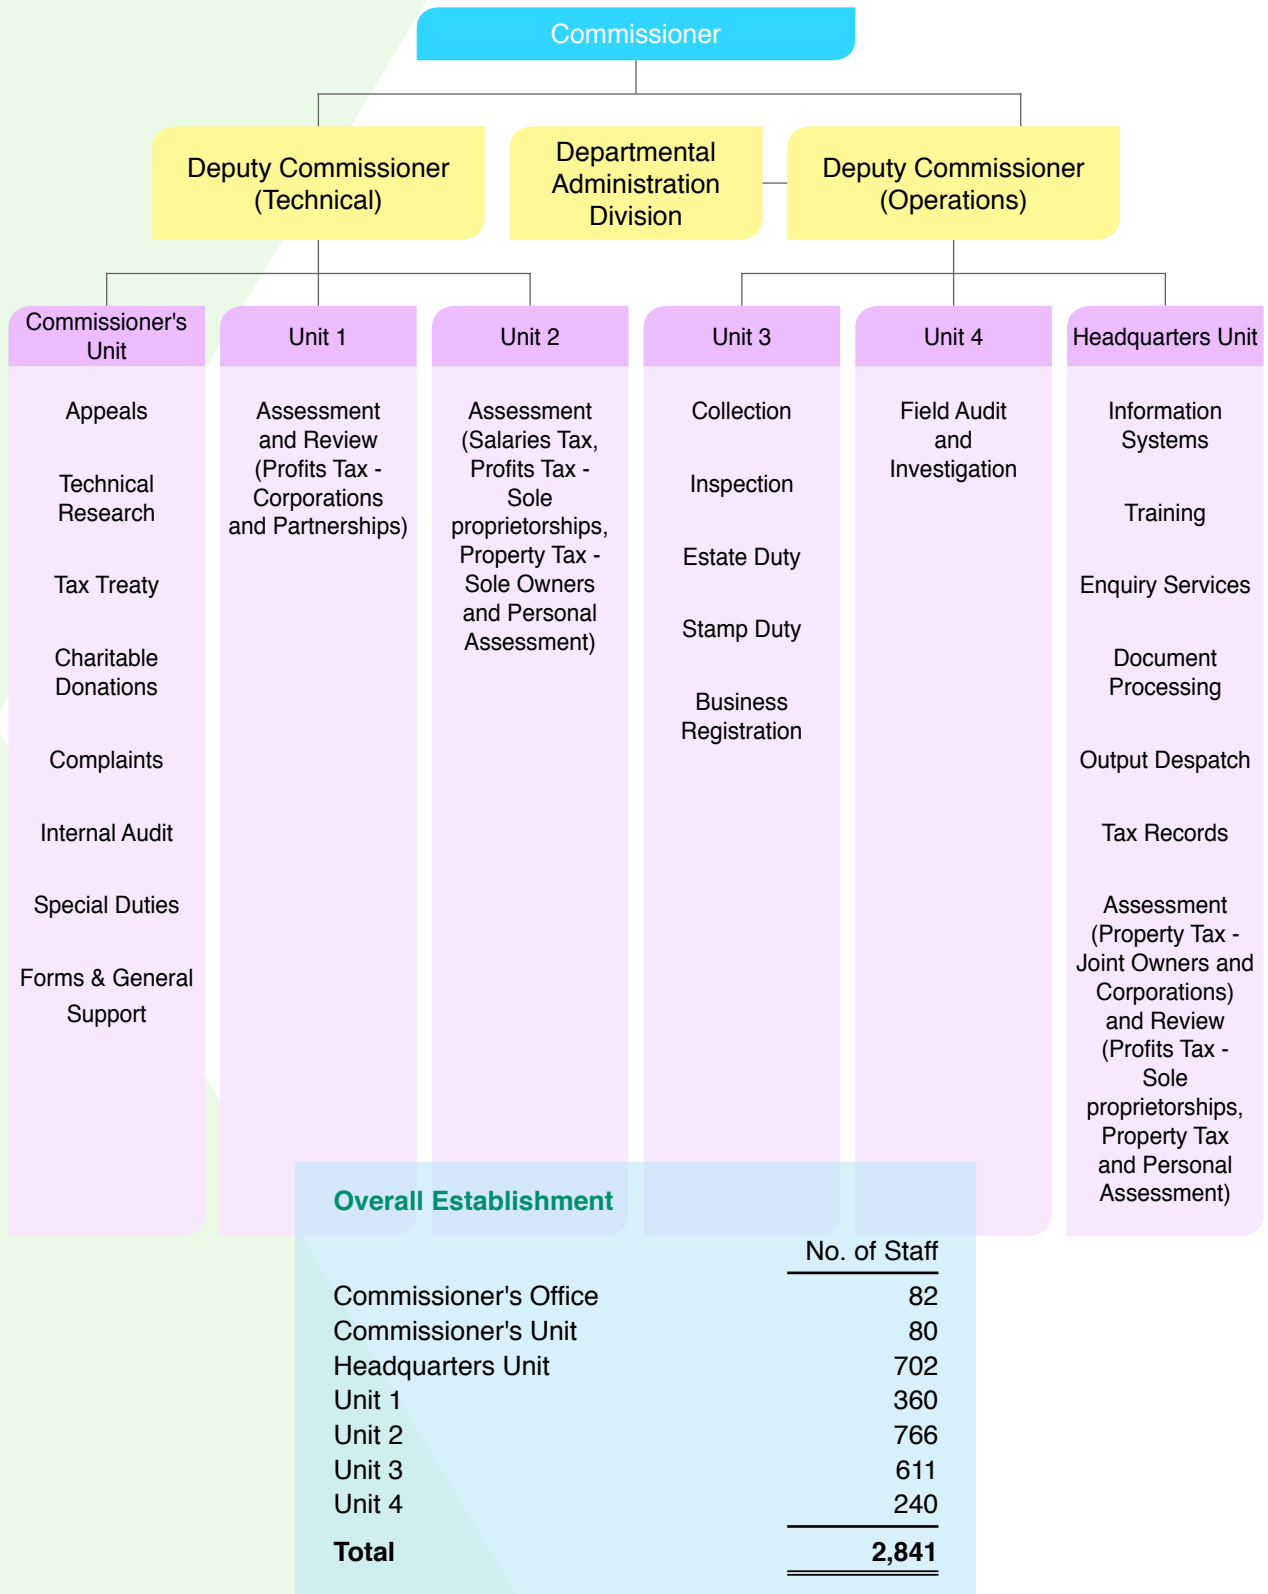 Commissioner
Deputy Commissioner
(Technical)
Departmental
Administration
Division
Deputy Commissioner
(Operations)
Commissioner's
Unit
Appeals
Technical
Research
Tax Treaty
Charitable
Donations
Complaints
Internal Audit
Special Duties
Forms & General
Support
Unit 1
Assessment
and Review
(Profits Tax -
Corporations
and Partnerships)
Unit 2
Assessment
(Salaries Tax,
Profits Tax -
Sole
proprietorships,
Property Tax -
Sole Owners
and Personal
Assessment)
Unit 3
Collection
Inspection
Estate Duty
Stamp Duty
Business
Registration
Unit 4
Field Audit
and
Investigation
Headquarters Unit
Information
Systems
Training
Enquiry Services
Document
Processing
Output Despatch
Tax Records
Assessment
(Property Tax -
Joint Owners and
Corporations)
and Review
(Profits Tax -
Sole
proprietorships,
Property Tax
and Personal
Assessment)
Overall Establishment
No. of Staff
Commissioner's Office 82
Commissioner's Unit 80
Headquarters Unit 702
Unit 1 360
Unit 2 766
Unit 3 611
Unit 4 240
Total 2,841